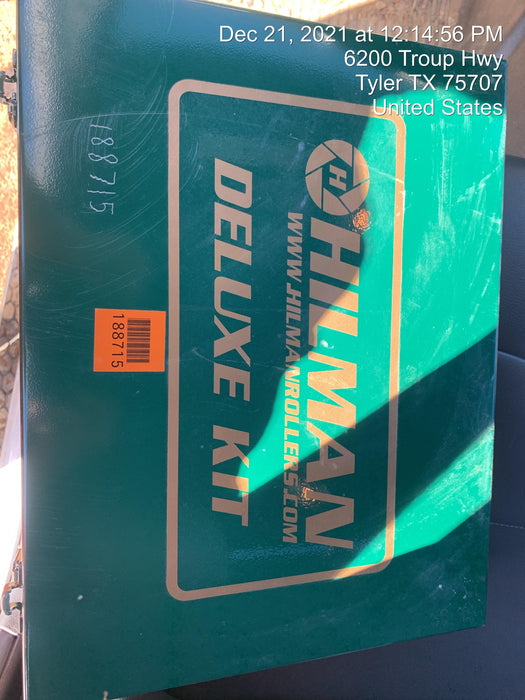 Dec 21, 2021 at 12:14:56 PM
6200 Troup Hwy
Tyler TX 75707
United States
188715
H HILMAN
WWW.HILMANROLLERS.COM
DELUXE KIT
188715